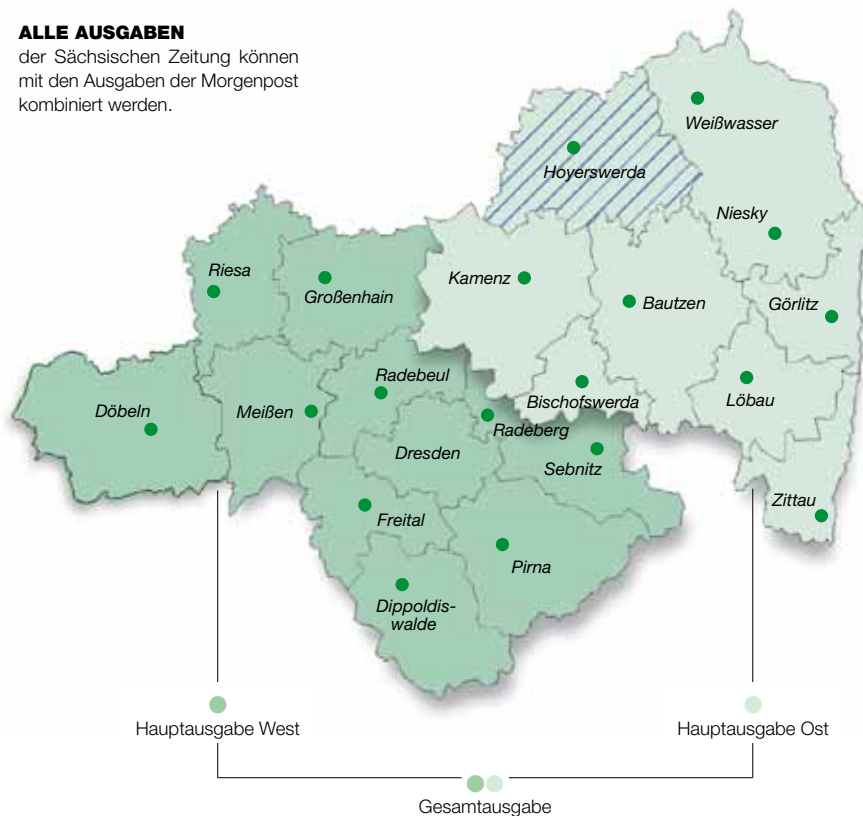 ALLE AUSGABEN
der Sächsischen Zeitung können
mit den Ausgaben der Morgenpost
kombiniert werden.
Weißwasser
Hoyerswerda
Niesky
Riesa
Großenhain
Kamenz
Bautzen
Görlitz
Radebeul
Bischofswerda
Löbau
Döbeln
Meißen
Radeberg
Dresden
Sebnitz
Zittau
Freital
Pirna
Dippoldis-
walde
Hauptausgabe West
Hauptausgabe Ost
Gesamtausgabe